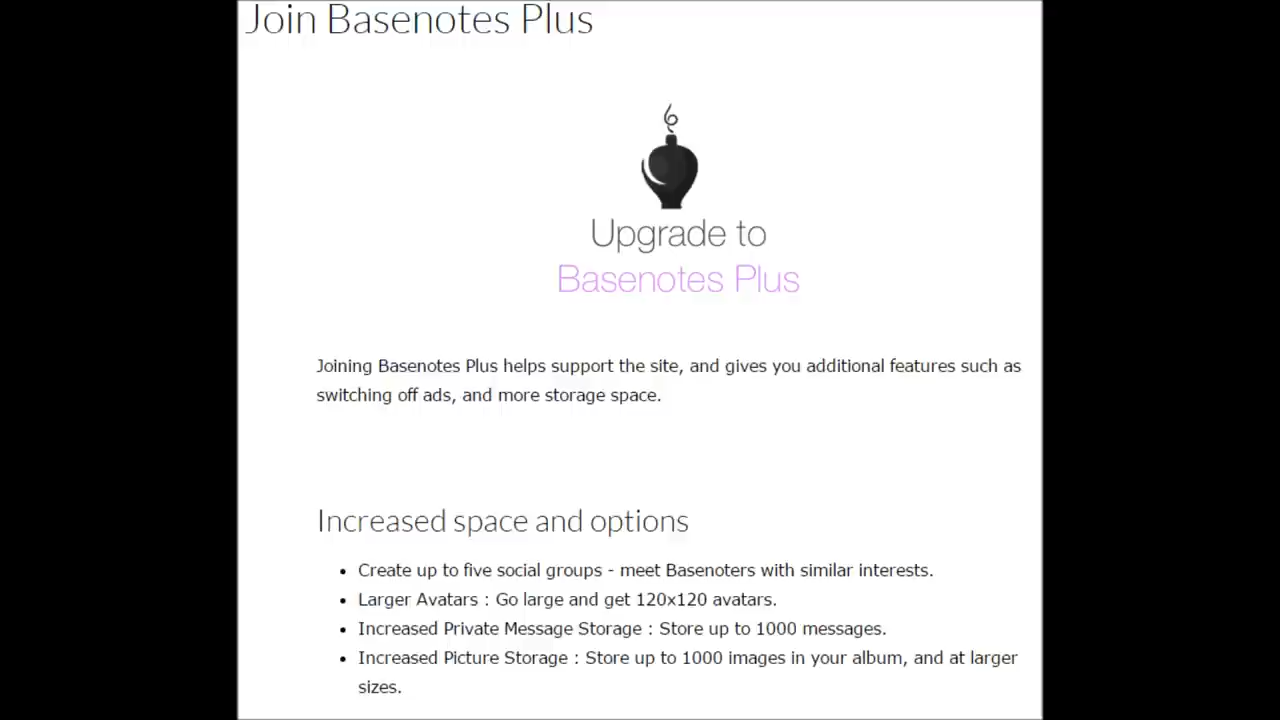 Join Basenotes Plus
Upgrade to
Basenotes Plus
Joining Basenotes Plus helps support the site, and gives you additional features such as
switching off ads, and more storage space.
Increased space and options
• Create up to five social groups - meet Basenoters with similar interests.
• Larger Avatars : Go large and get 120x120 avatars.
• Increased Private Message Storage : Store up to 1000 messages.
• Increased Picture Storage : Store up to 1000 images in your album, and at larger
sizes.